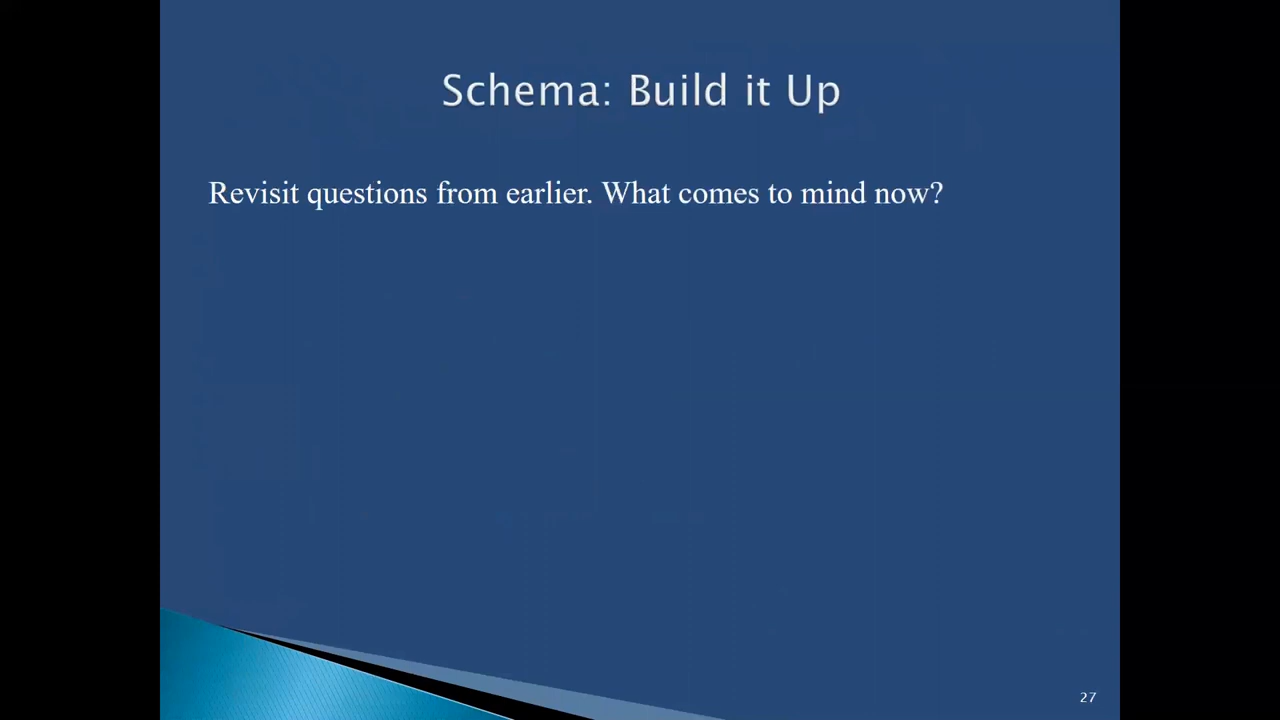 Schema: Build it Up
Revisit questions from earlier. What comes to mind now?
27